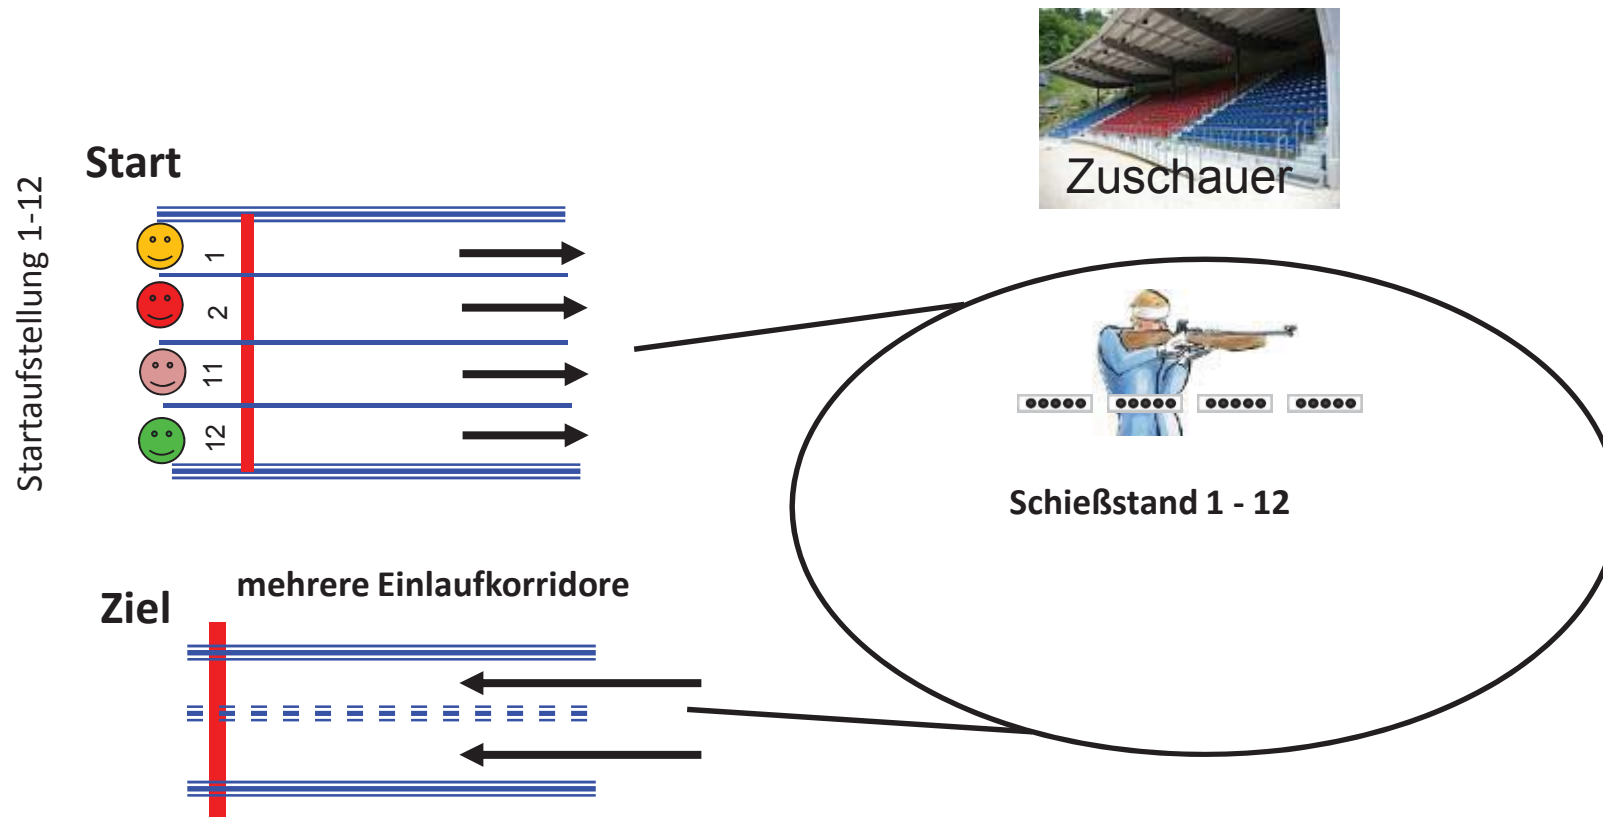 Startaufstellung 1-12
Start
1
2
11
12
Zuschauer
Schießstand 1 - 12
mehrere Einlaufkorridore
Ziel